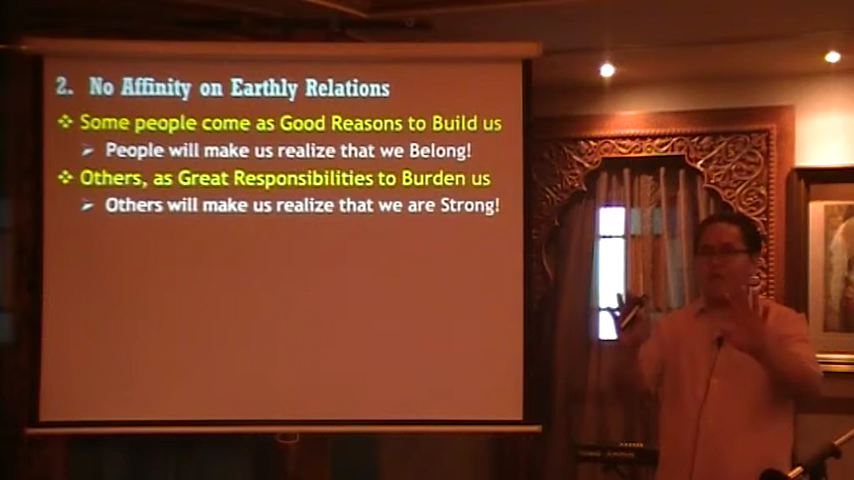 2. No Affinity on Earthly Relations
❖ Some people come as Good Reasons to Build us
➢ People will make us realize that we Belong!
❖ Others, as Great Responsibilities to Burden us
➢ Others will make us realize that we are Strong!